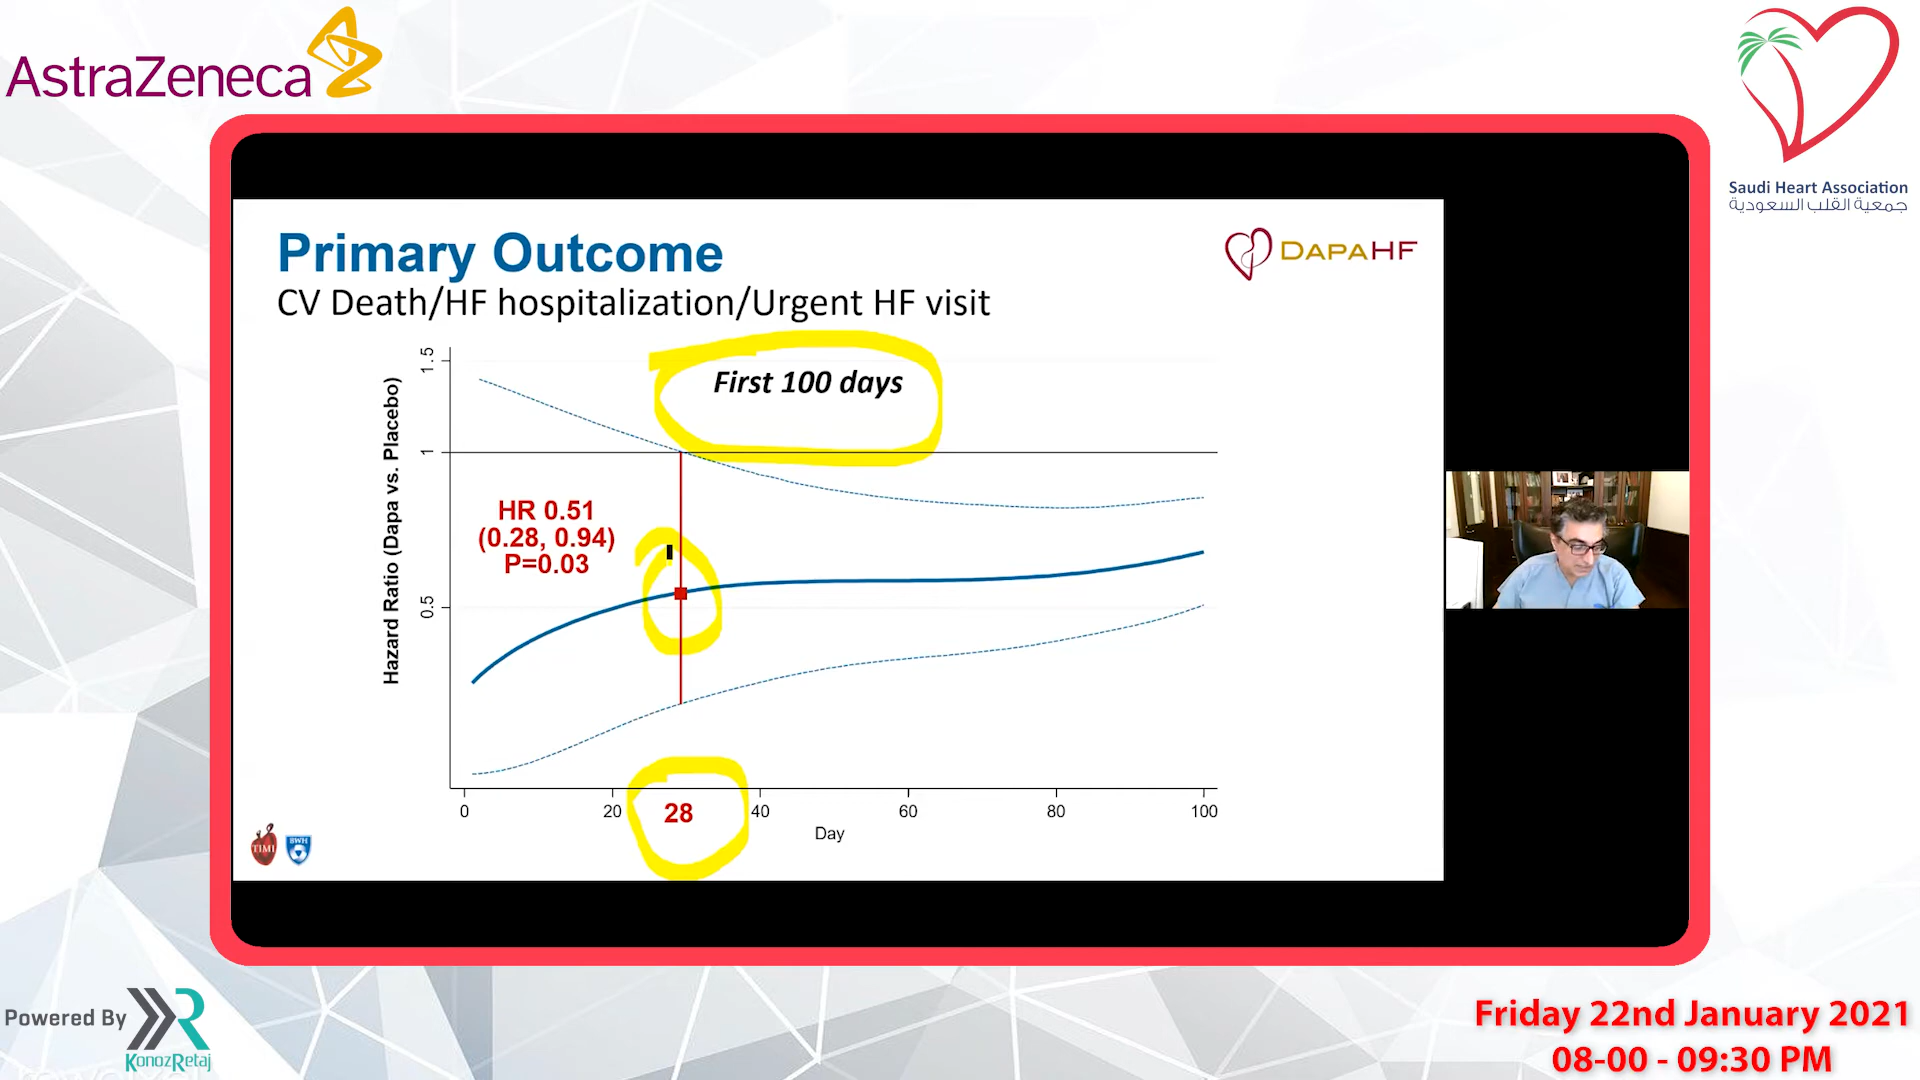 AstraZeneca
Saudi Heart Association
جمعية القلب السعودية
Primary Outcome
DAPAHF
CV Death/HF hospitalization/Urgent HF visit
First 100 days
Hazard Ratio (Dapa vs. Placebo)
1.5
1
0.5
HR 0.51
(0.28, 0.94)
P=0.03
0
20
28
40
60
80
100
Day
TIMI
BWH
Powered By
KonozRetaj
Friday 22nd January 2021
08-00 - 09:30 PM